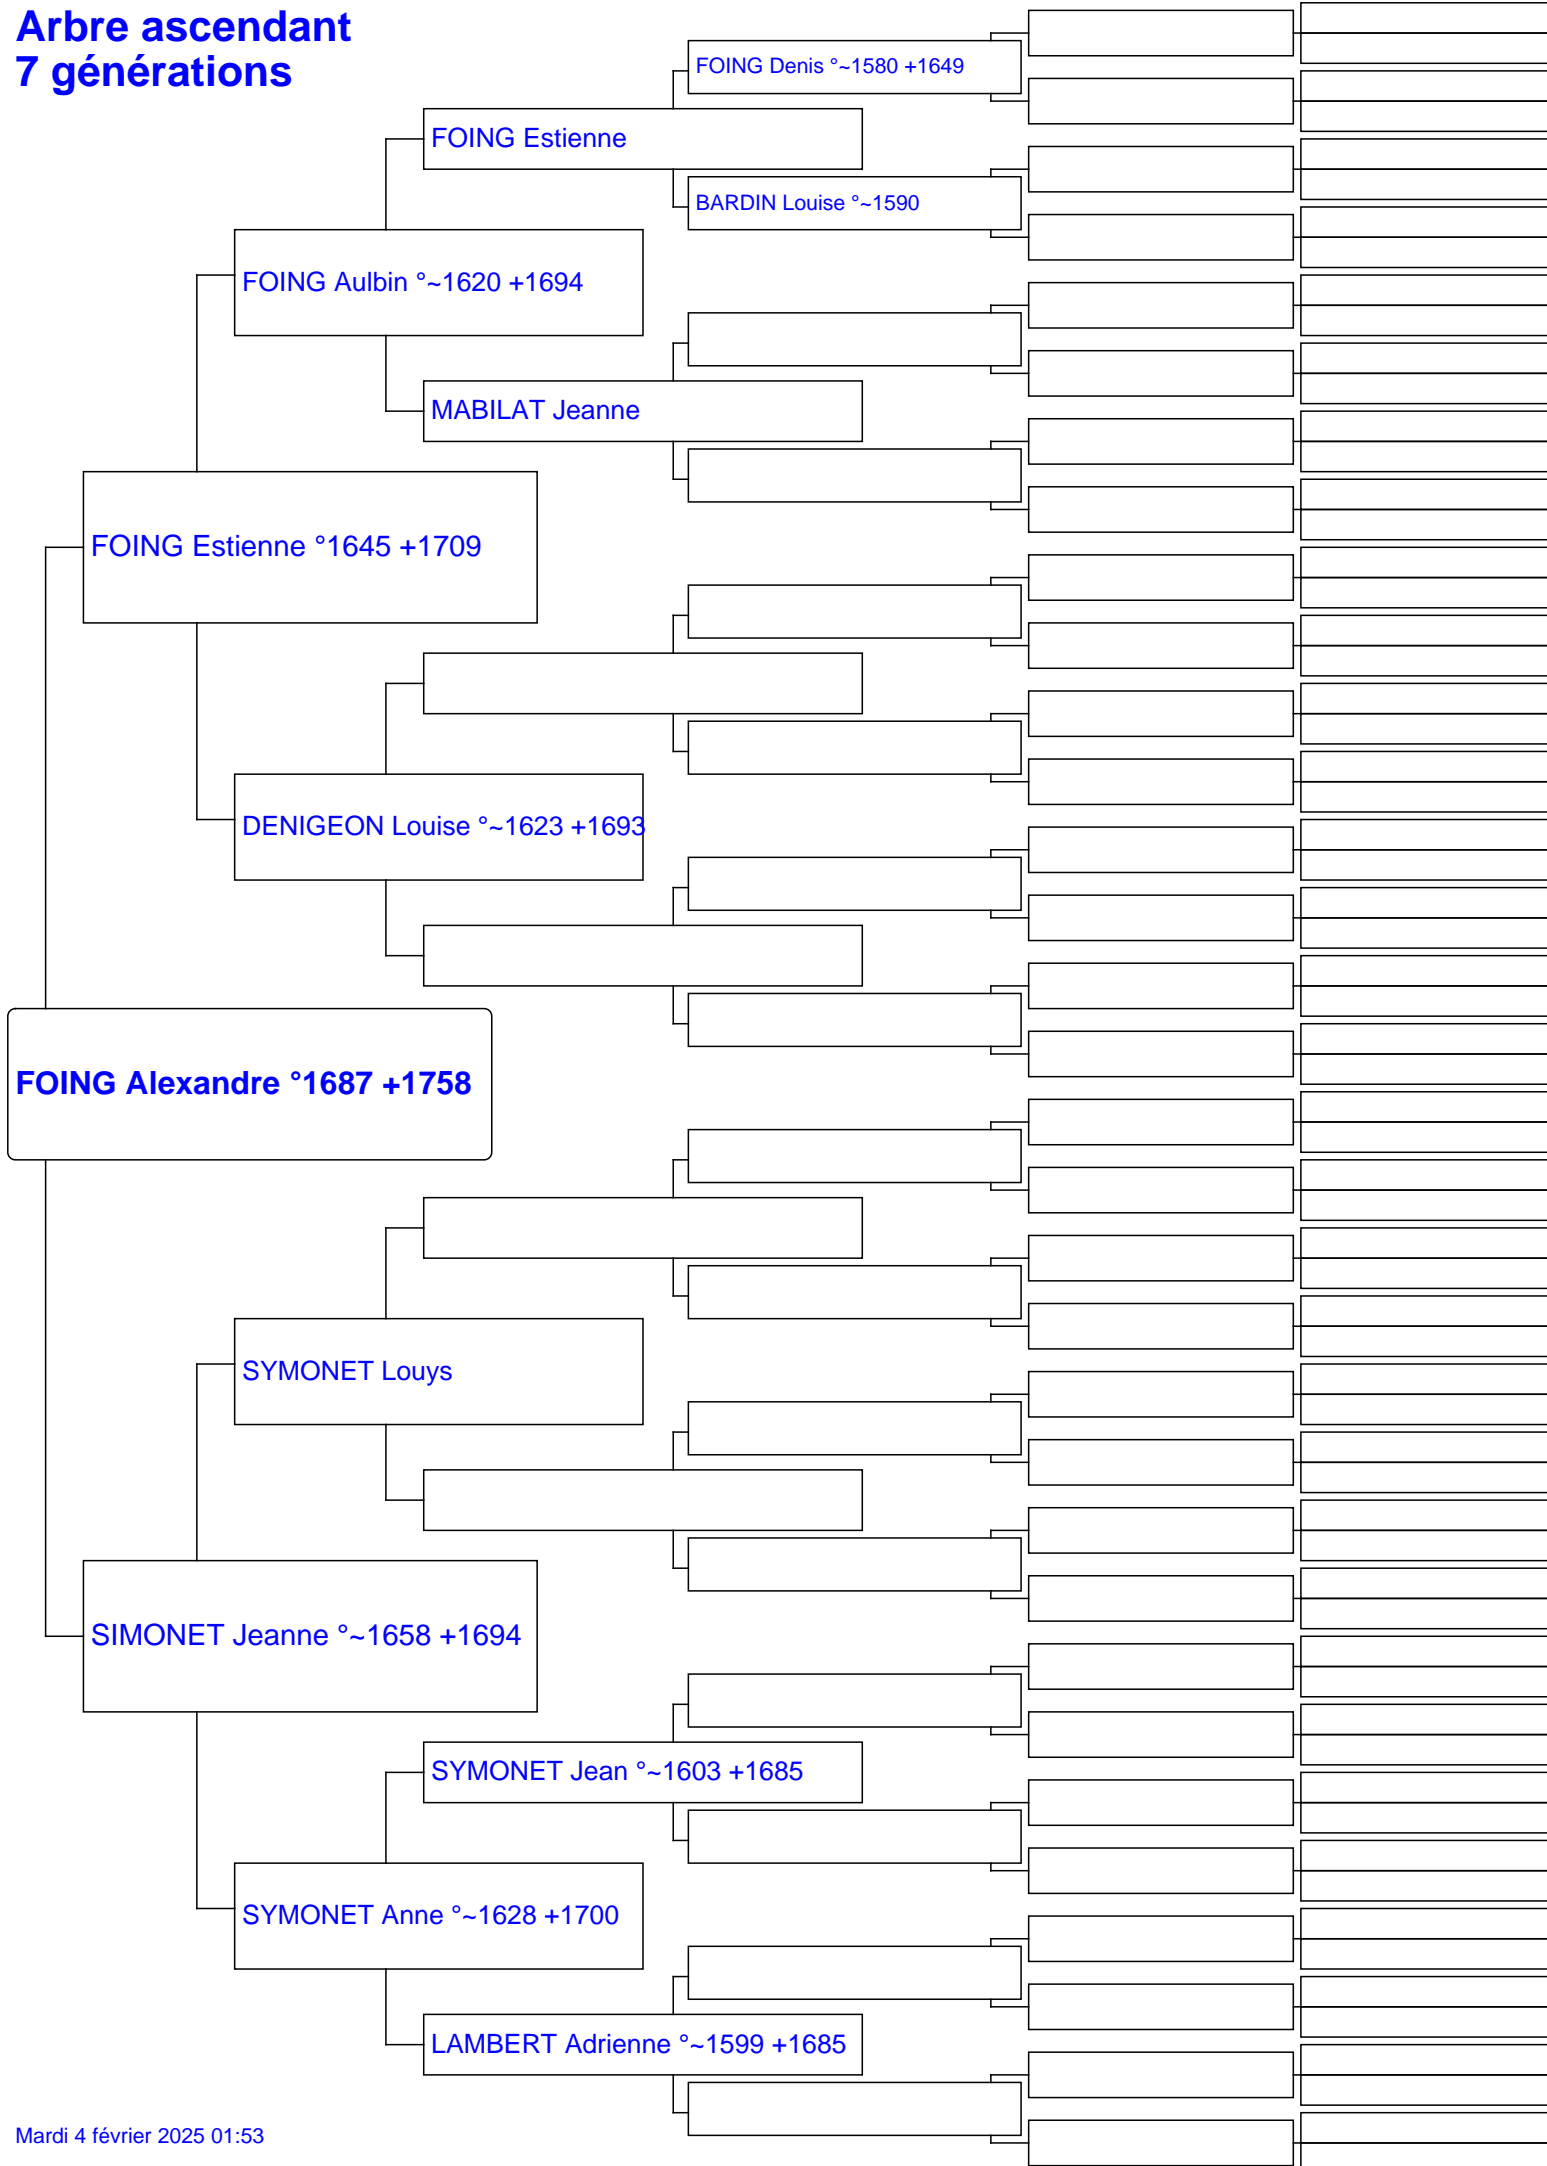 Arbre ascendant
7 générations
FOING Denis °~1580 +1649
FOING Estienne
BARDIN Louise °~1590
FOING Aulbin °~1620 +1694
MABILAT Jeanne
FOING Estienne °1645 +1709
DENIGEON Louise °~1623 +1693
FOING Alexandre °1687 +1758
SYMONET Louys
SIMONET Jeanne °~1658 +1694
SYMONET Jean °~1603 +1685
SYMONET Anne °~1628 +1700
LAMBERT Adrienne °~1599 +1685
Mardi 4 février 2025 01:53